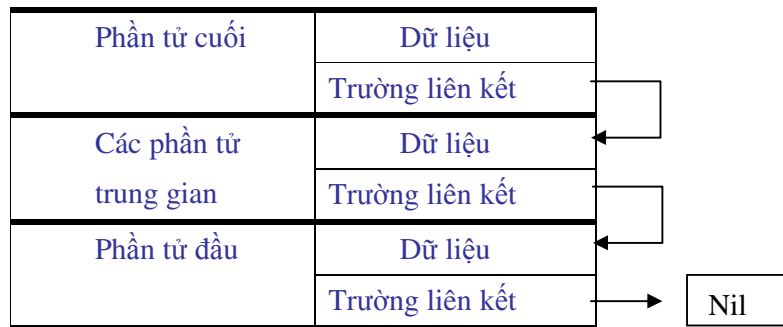 Phần tử cuối
Dữ liệu
Trường liên kết
Các phần tử
trung gian
Dữ liệu
Trường liên kết
Phần tử đầu
Dữ liệu
Trường liên kết
Nil